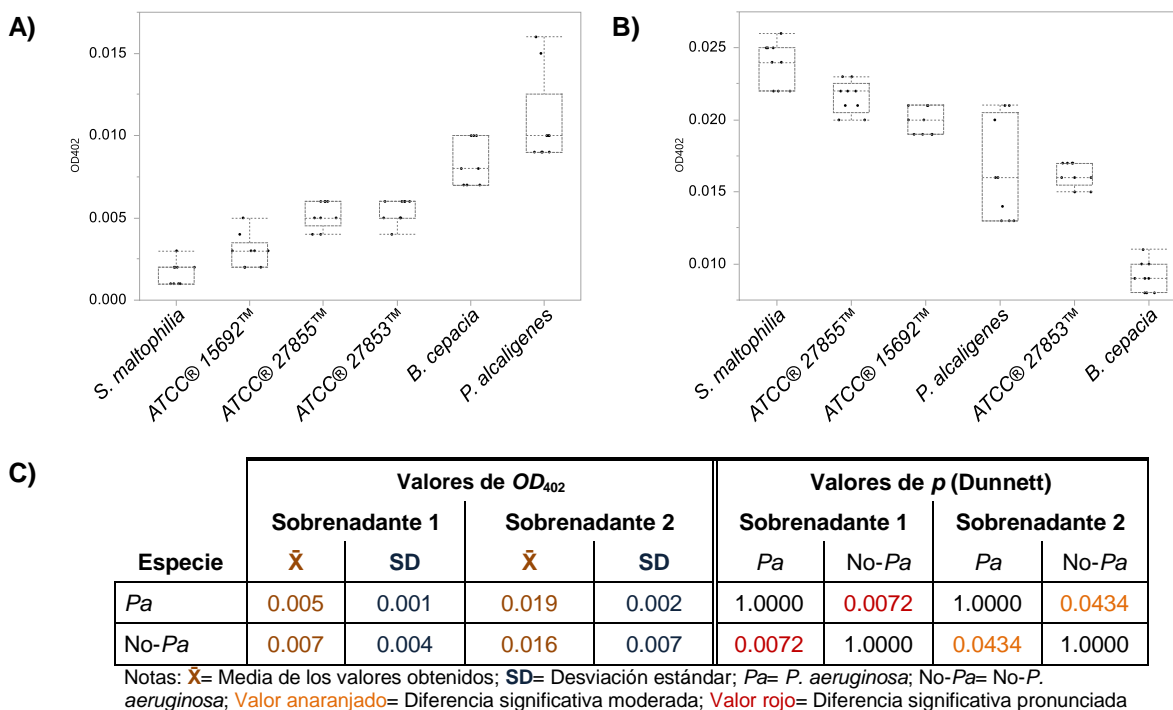 A)
0.015
0.010
0.005
0.000
OD402
S. maltophilia
ATCC® 15692™
ATCC® 27855™
ATCC® 27853™
B. cepacia
P. alcaligenes
B)
0.025
0.020
0.015
0.010
OD402
S. maltophilia
ATCC® 27855™
ATCC® 15692™
P. alcaligenes
ATCC® 27853™
B. cepacia
C)
Valores de OD402 Valores de p (Dunnett)
Sobrenadante 1 Sobrenadante 2 Sobrenadante 1 Sobrenadante 2
Especie X̄ SD X̄ SD Pa No-Pa Pa No-Pa
Pa 0.005 0.001 0.019 0.002 1.0000 0.0072 1.0000 0.0434
No-Pa 0.007 0.004 0.016 0.007 0.0072 1.0000 0.0434 1.0000
Notas: X̄= Media de los valores obtenidos; SD= Desviación estándar; Pa= P. aeruginosa; No-Pa= No-P.
aeruginosa; Valor anaranjado= Diferencia significativa moderada; Valor rojo= Diferencia significativa pronunciada